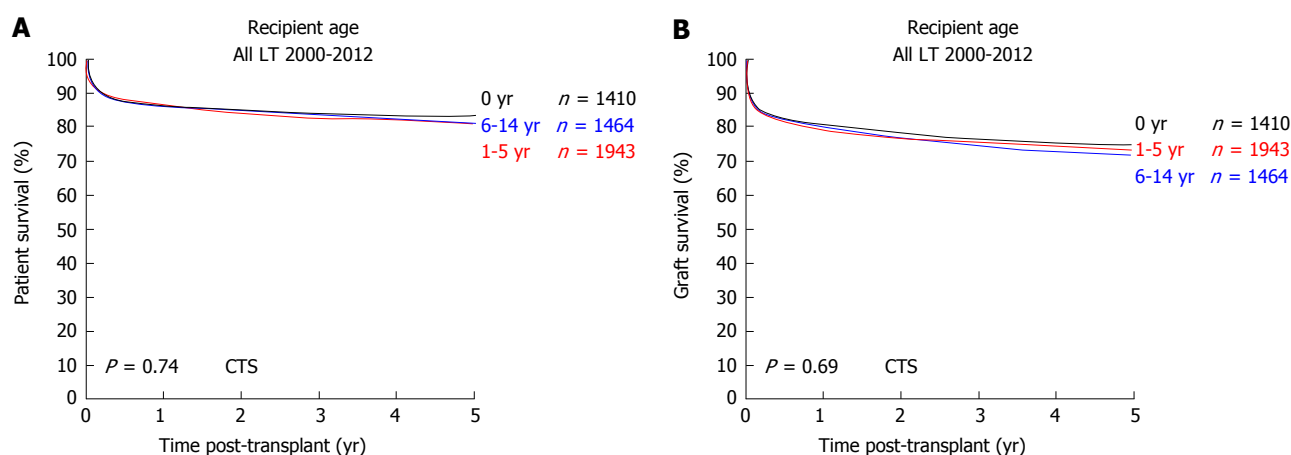 A
Recipient age
All LT 2000-2012
100
90
80
70
60
50
40
30
20
10
0
Patient survival (%)
0 yr n = 1410
6-14 yr n = 1464
1-5 yr n = 1943
P = 0.74 CTS
0 1 2 3 4 5
Time post-transplant (yr)
B
Recipient age
All LT 2000-2012
100
90
80
70
60
50
40
30
20
10
0
Graft survival (%)
0 yr n = 1410
1-5 yr n = 1943
6-14 yr n = 1464
P = 0.69 CTS
0 1 2 3 4 5
Time post-transplant (yr)